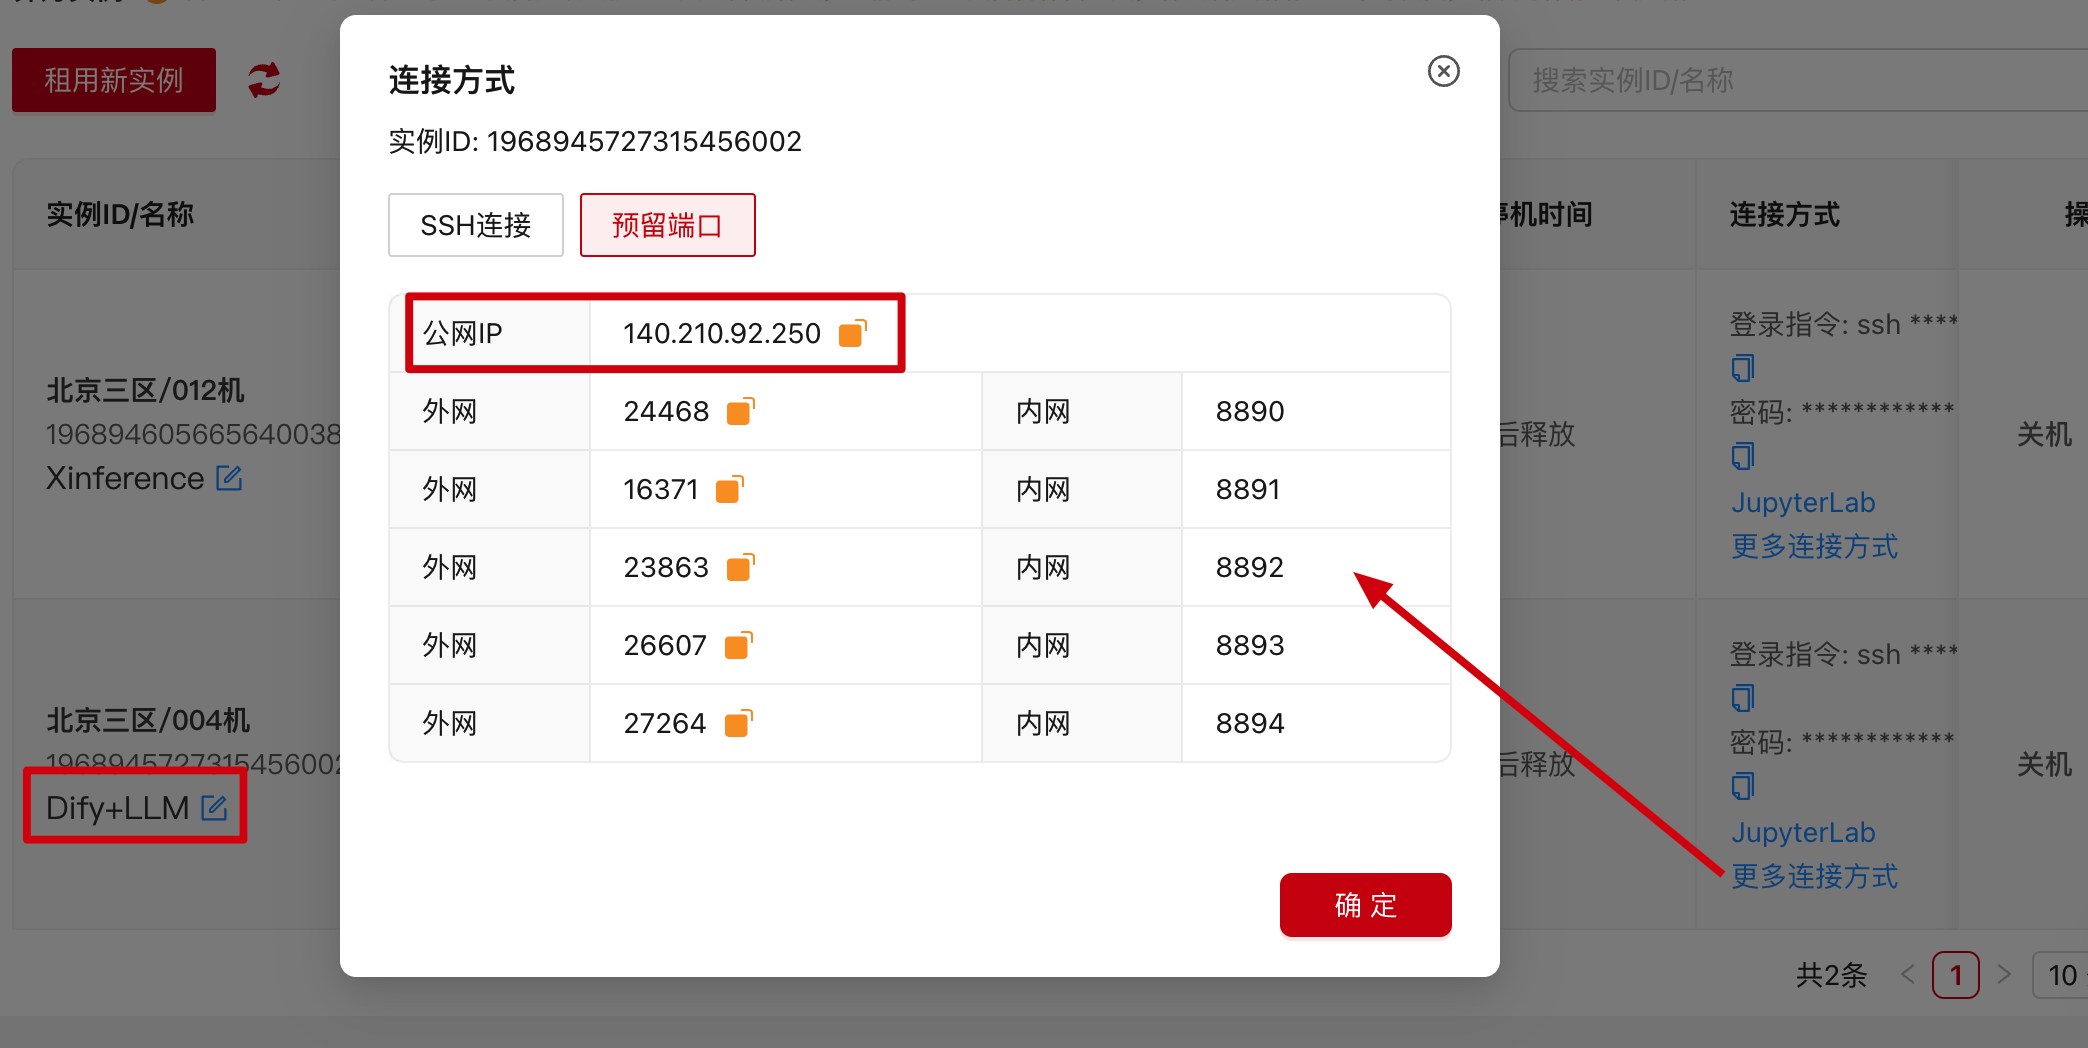 租用新实例
搜索实例ID/名称
实例ID/名称
机时间
连接方式
北京三区/012机
196894605665640038
Xinference
后释放
登录指令: ssh ****
密码: ************
JupyterLab
更多连接方式
关机
北京三区/004机
1968945727315456002
Dify+LLM
后释放
登录指令: ssh ****
密码: ************
JupyterLab
更多连接方式
关机
共2条
1
10
连接方式
实例ID: 1968945727315456002
SSH连接
预留端口
公网IP 140.210.92.250
外网 24468 内网 8890
外网 16371 内网 8891
外网 23863 内网 8892
外网 26607 内网 8893
外网 27264 内网 8894
确 定